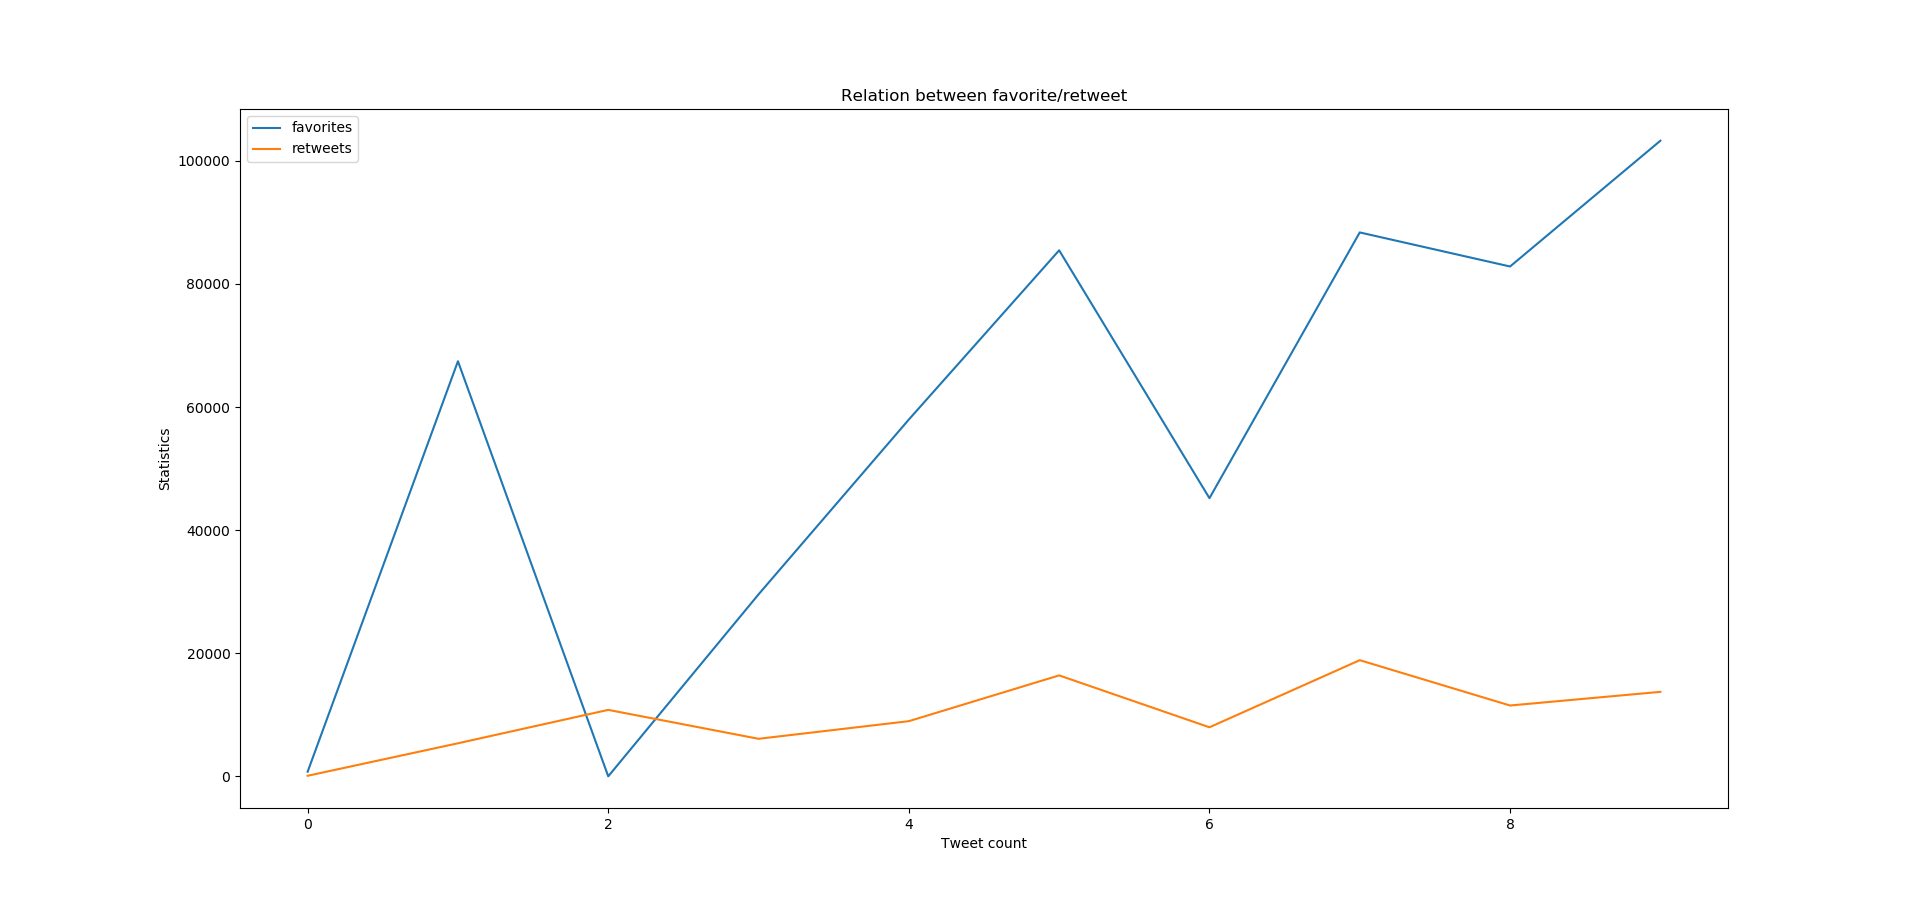 Relation between favorite/retweet
favorites
retweets
100000
80000
60000
40000
20000
0
Statistics
0 2 4 6 8
Tweet count